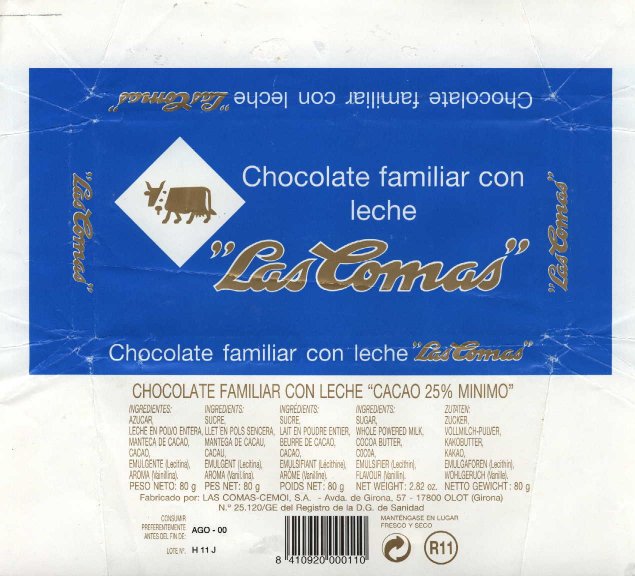 Chocolate familiar con leche "Las Comas"
Chocolate familiar con
leche
"Las Comas"
"Las Comas"
"Las Comas"
Chocolate familiar con leche "Las Comas"
CHOCOLATE FAMILIAR CON LECHE "CACAO 25% MINIMO"
INGREDIENTES:
AZUCAR,
LECHE EN POLVO ENTERA,
MANTECA DE CACAO,
CACAO,
EMULGENTE (Lecitina),
AROMA (Vainillina).
PESO NETO: 80 g
INGREDIENTS:
SUCRE,
LLET EN POLS SENCERA,
MANTEGA DE CACAU,
CACAU,
EMULGENT (Lecitina),
AROMA (Vanil.lina).
PES NET: 80 g
INGRÉDIENTS:
SUCRE,
LAIT EN POUDRE ENTIER,
BEURRE DE CACAO,
CACAO,
EMULSIFIANT (Lécithine),
ARÔME (Vanilline).
POIDS NET: 80 g
INGREDIENTS:
SUGAR,
WHOLE POWERED MILK,
COCOA BUTTER,
COCOA,
EMULSIFIER (Lecithin),
FLAVOUR (Vanillin).
NET WEIGHT: 2.82 oz.
ZUTATEN:
ZUCKER,
VOLLMILCH-PULVER,
KAKOBUTTER,
KAKAO,
EMULGAFOREN (Lecithin),
WOHLGERUCH (Vanille).
NETTO GEWICHT: 80 g
Fabricado por: LAS COMAS-CEMOI, S.A. - Avda. de Girona, 57 - 17800 OLOT (Girona)
N.º 25.120/GE del Registro de la D.G. de Sanidad
CONSUMIR
PREFERENTEMENTE
ANTES DEL FIN DE: AGO - 00
LOTE N°. H 11 J
8 410920 000110
MANTENGASE EN LUGAR
FRESCO Y SECO
R11